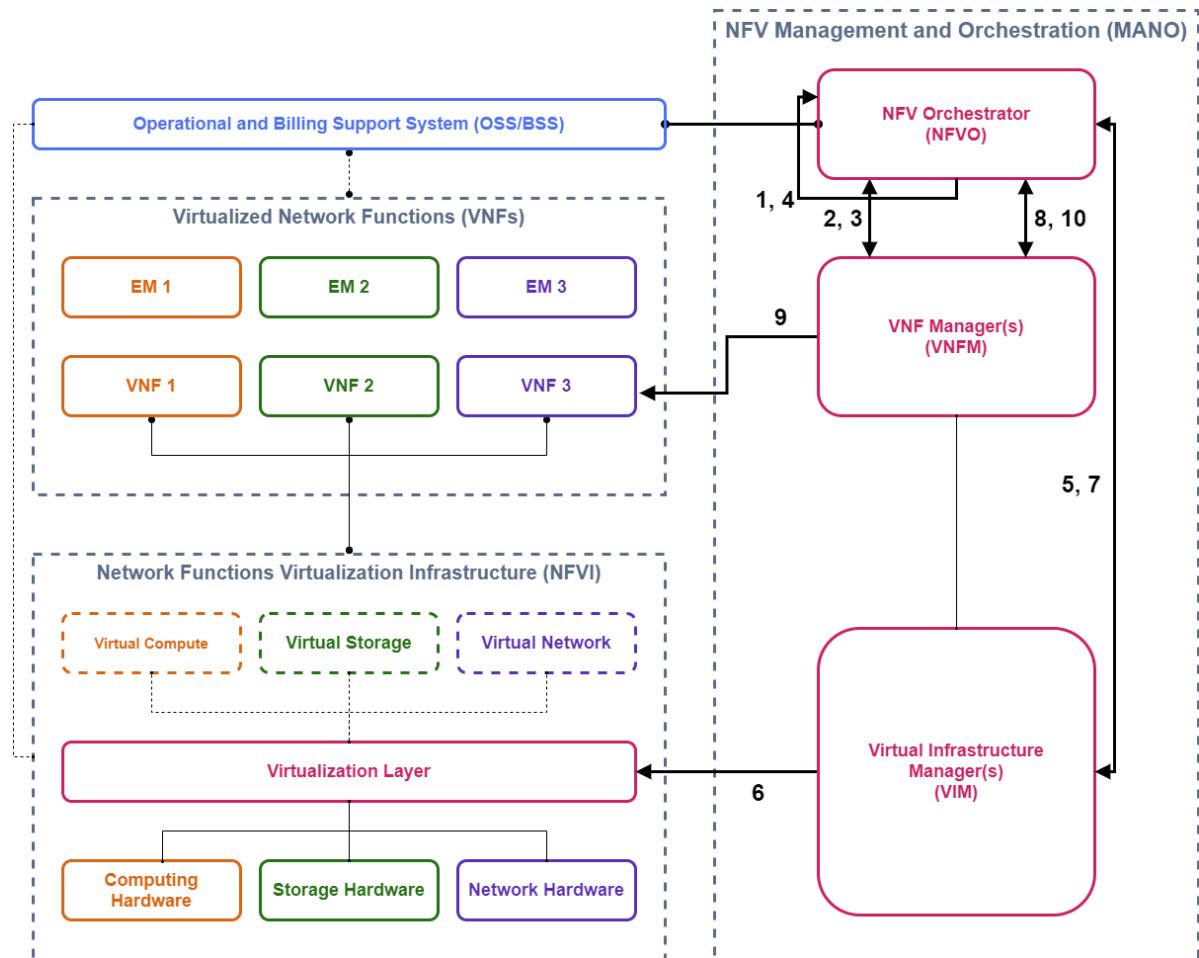 NFV Management and Orchestration (MANO)
NFV Orchestrator
(NFVO)
Operational and Billing Support System (OSS/BSS)
1, 4
2, 3
8, 10
Virtualized Network Functions (VNFs)
EM 1
EM 2
EM 3
9
VNF Manager(s)
(VNFM)
VNF 1
VNF 2
VNF 3
5, 7
Network Functions Virtualization Infrastructure (NFVI)
Virtual Compute
Virtual Storage
Virtual Network
Virtualization Layer
6
Virtual Infrastructure
Manager(s)
(VIM)
Computing
Hardware
Storage Hardware
Network Hardware